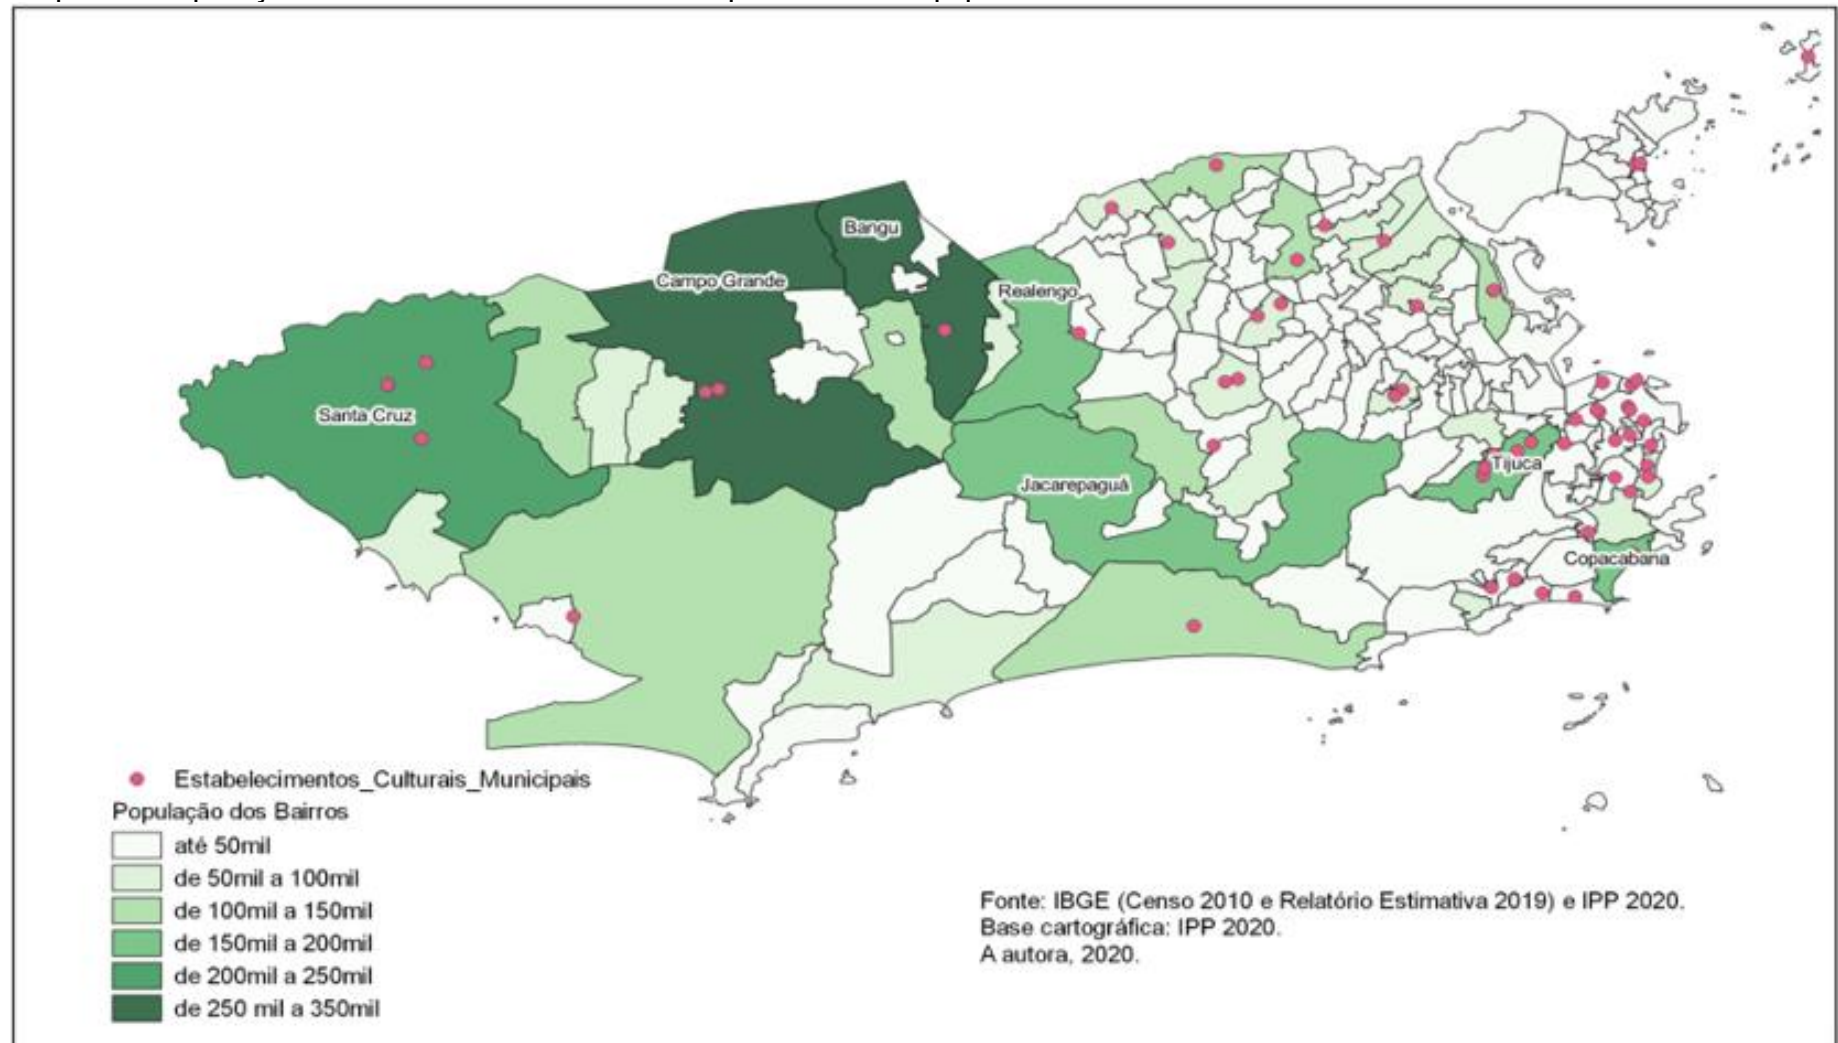 Bangu
Campo Grande
Realengo
Santa Cruz
Tijuca
Jacarepaguá
Copacabana
Estabelecimentos_Culturais_Municipais
População dos Bairros
até 50mil
de 50mil a 100mil
de 100mil a 150mil
de 150mil a 200mil
de 200mil a 250mil
de 250 mil a 350mil
Fonte: IBGE (Censo 2010 e Relatório Estimativa 2019) e IPP 2020.
Base cartográfica: IPP 2020.
A autora, 2020.